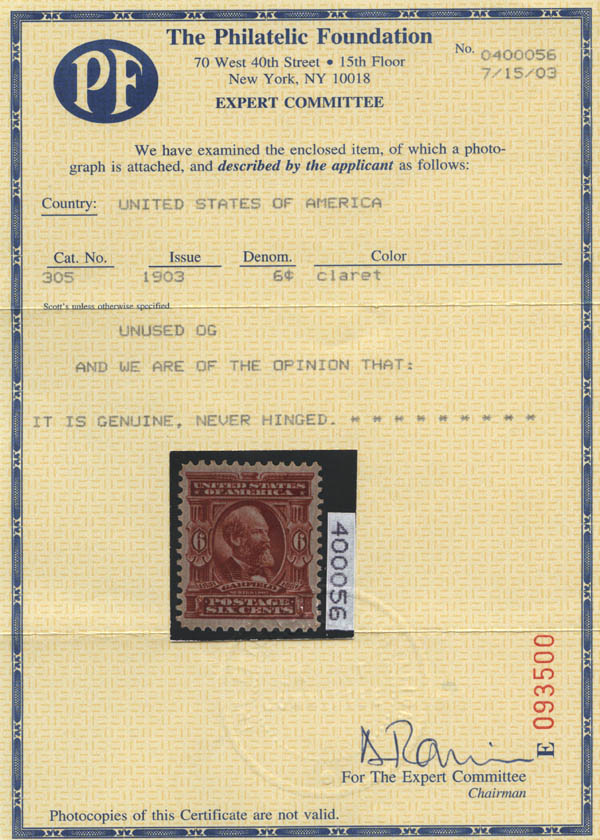 PF
The Philatelic Foundation
70 West 40th Street • 15th Floor
New York, NY 10018
EXPERT COMMITTEE
No. 0400056
7/15/03
We have examined the enclosed item, of which a photo-
graph is attached, and described by the applicant as follows:
Country: UNITED STATES OF AMERICA
Cat. No. Issue Denom. Color
305 1903 6¢ claret
Scott's unless otherwise specified.
UNUSED OG
AND WE ARE OF THE OPINION THAT:
IT IS GENUINE, NEVER HINGED. * * * * * * * * *
UNITED STATES
OF AMERICA
6 6
GARFIELD
POSTAGE
SIX CENTS
400056
E 093500
For The Expert Committee
Chairman
Photocopies of this Certificate are not valid.